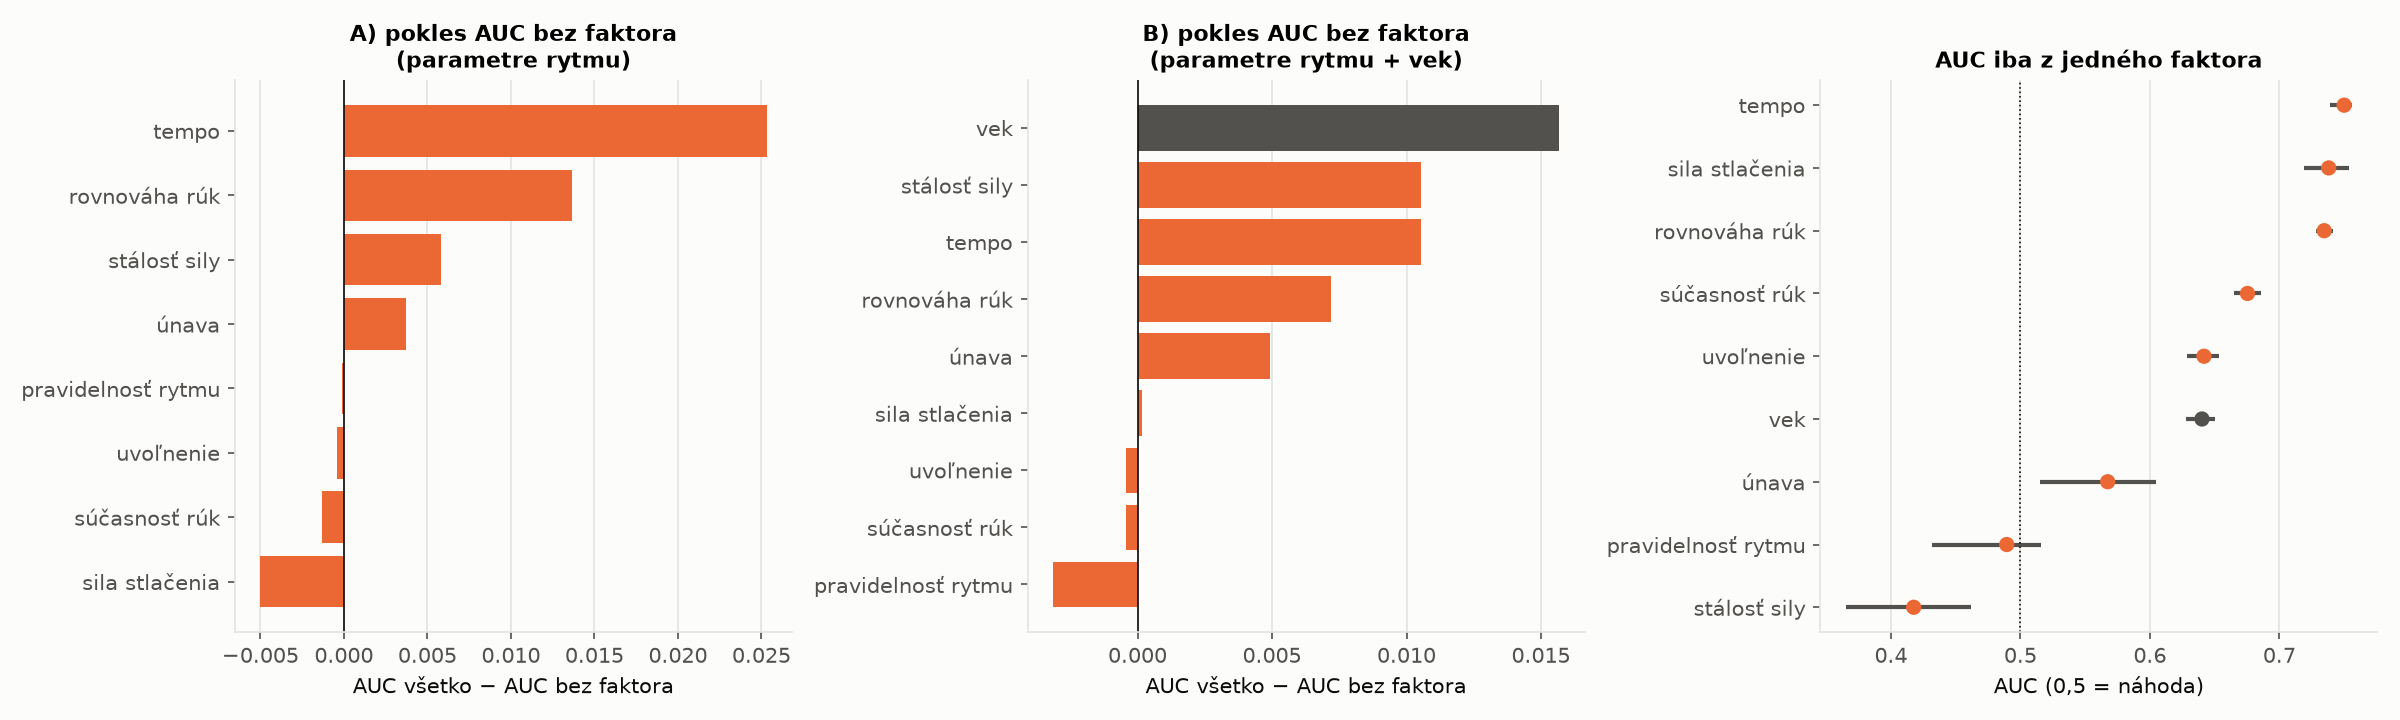 A) pokles AUC bez faktora
(parametre rytmu)
tempo
rovnováha rúk
stálosť sily
únava
pravidelnosť rytmu
uvoľnenie
súčasnosť rúk
sila stlačenia
−0.005 0.000 0.005 0.010 0.015 0.020 0.025
AUC všetko − AUC bez faktora
B) pokles AUC bez faktora
(parametre rytmu + vek)
vek
stálosť sily
tempo
rovnováha rúk
únava
sila stlačenia
uvoľnenie
súčasnosť rúk
pravidelnosť rytmu
0.000 0.005 0.010 0.015
AUC všetko − AUC bez faktora
AUC iba z jedného faktora
tempo
sila stlačenia
rovnováha rúk
súčasnosť rúk
uvoľnenie
vek
únava
pravidelnosť rytmu
stálosť sily
0.4 0.5 0.6 0.7
AUC (0,5 = náhoda)